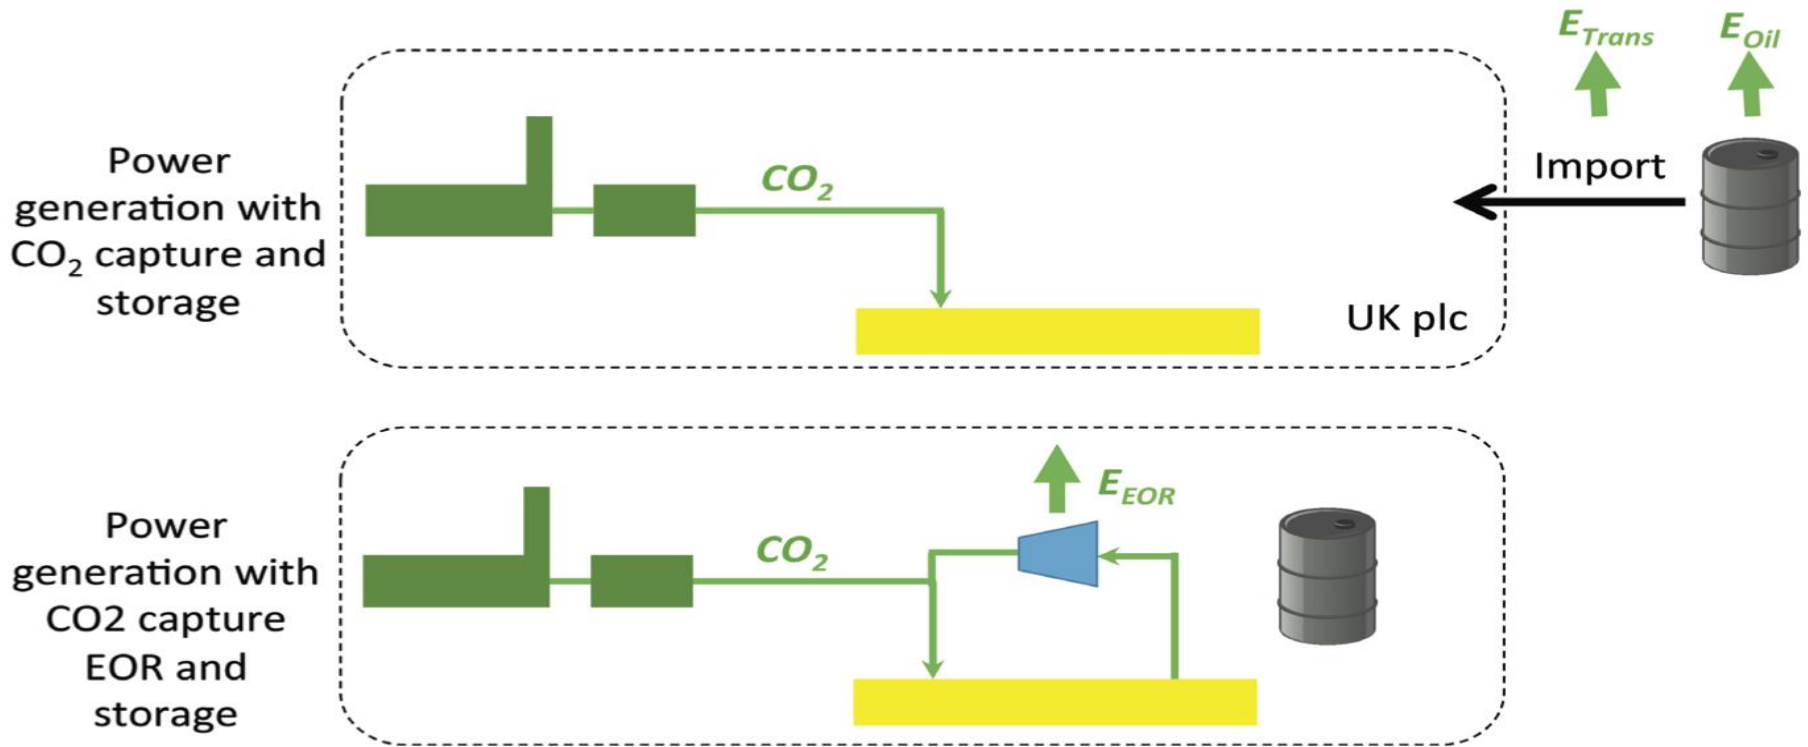 E_Trans
E_Oil
Power
generation with
CO₂ capture and
storage
CO₂
Import
UK plc
Power
generation with
CO2 capture
EOR and
storage
CO₂
E_EOR